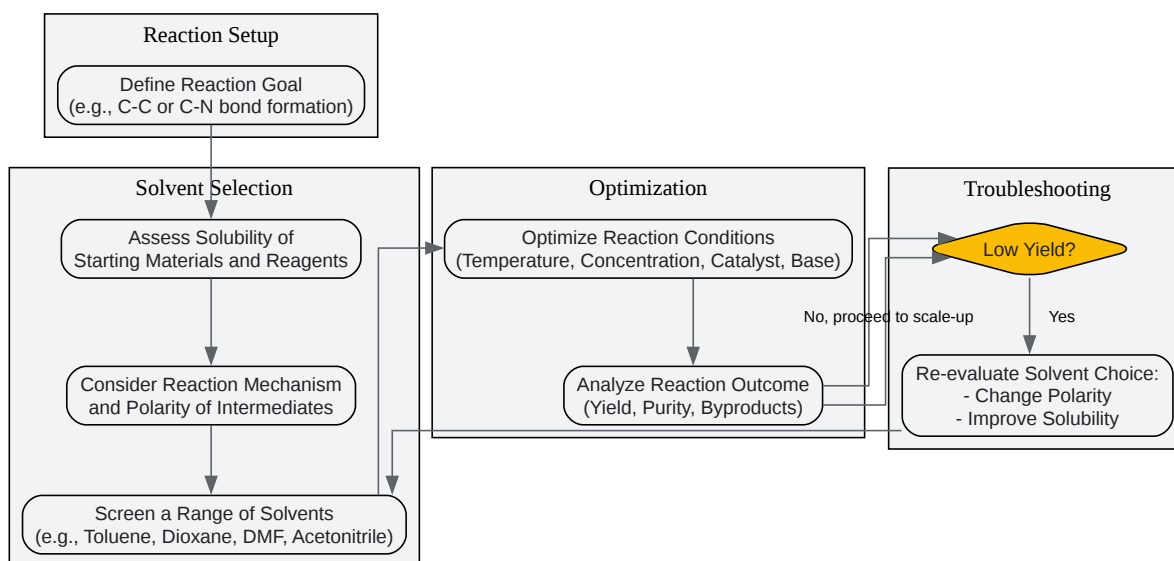 Reaction Setup
Define Reaction Goal
(e.g., C-C or C-N bond formation)
Solvent Selection
Assess Solubility of
Starting Materials and Reagents
Consider Reaction Mechanism
and Polarity of Intermediates
Screen a Range of Solvents
(e.g., Toluene, Dioxane, DMF, Acetonitrile)
Optimization
Optimize Reaction Conditions
(Temperature, Concentration, Catalyst, Base)
Analyze Reaction Outcome
(Yield, Purity, Byproducts)
No, proceed to scale-up
Troubleshooting
Low Yield?
Yes
Re-evaluate Solvent Choice:
- Change Polarity
- Improve Solubility